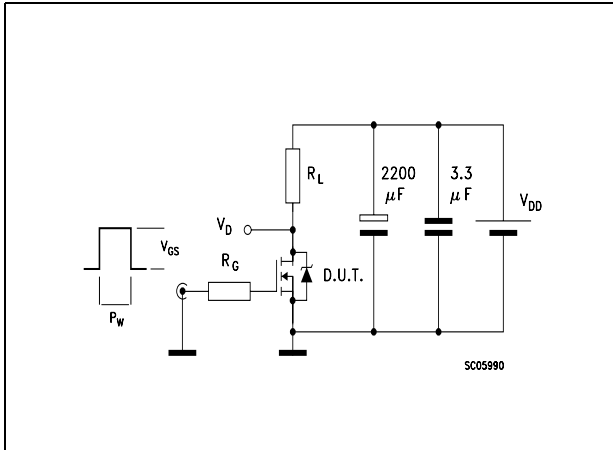 R_L
2200
μF
3.3
μF
V_DD
V_D
V_GS
R_G
D.U.T.
P_W
SC05990